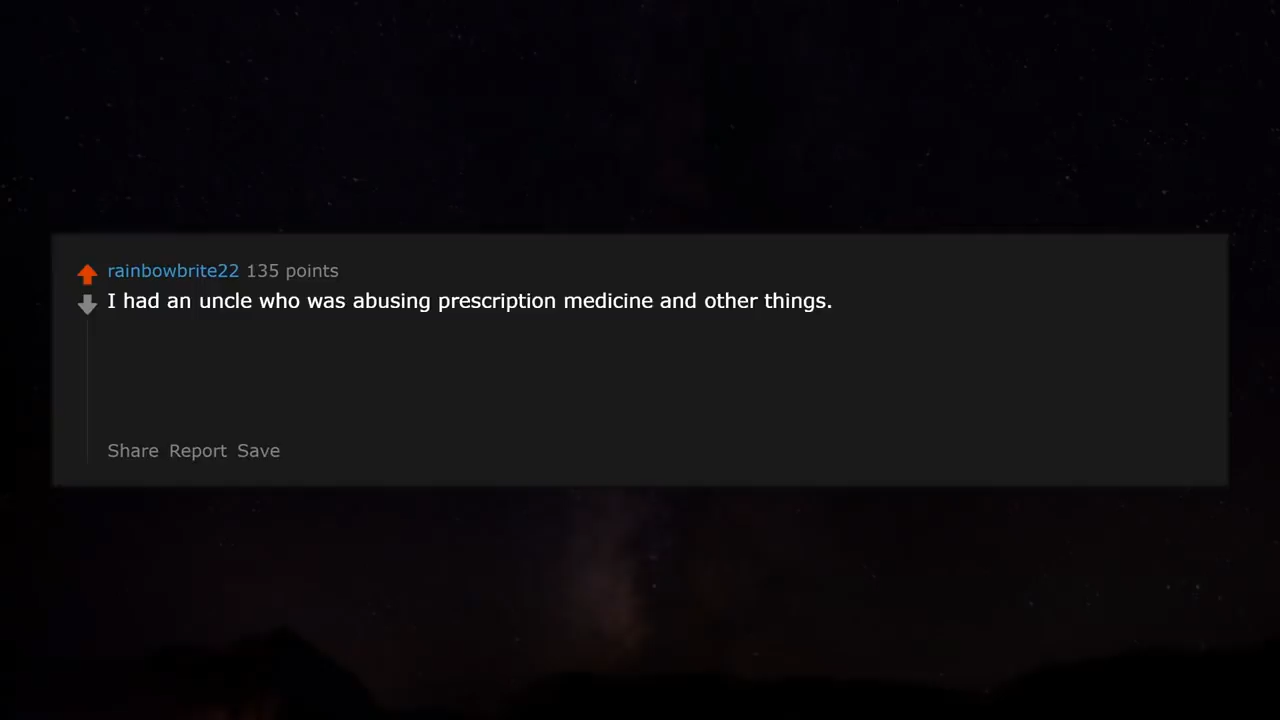 rainbowbrite22 135 points
I had an uncle who was abusing prescription medicine and other things.
Share Report Save